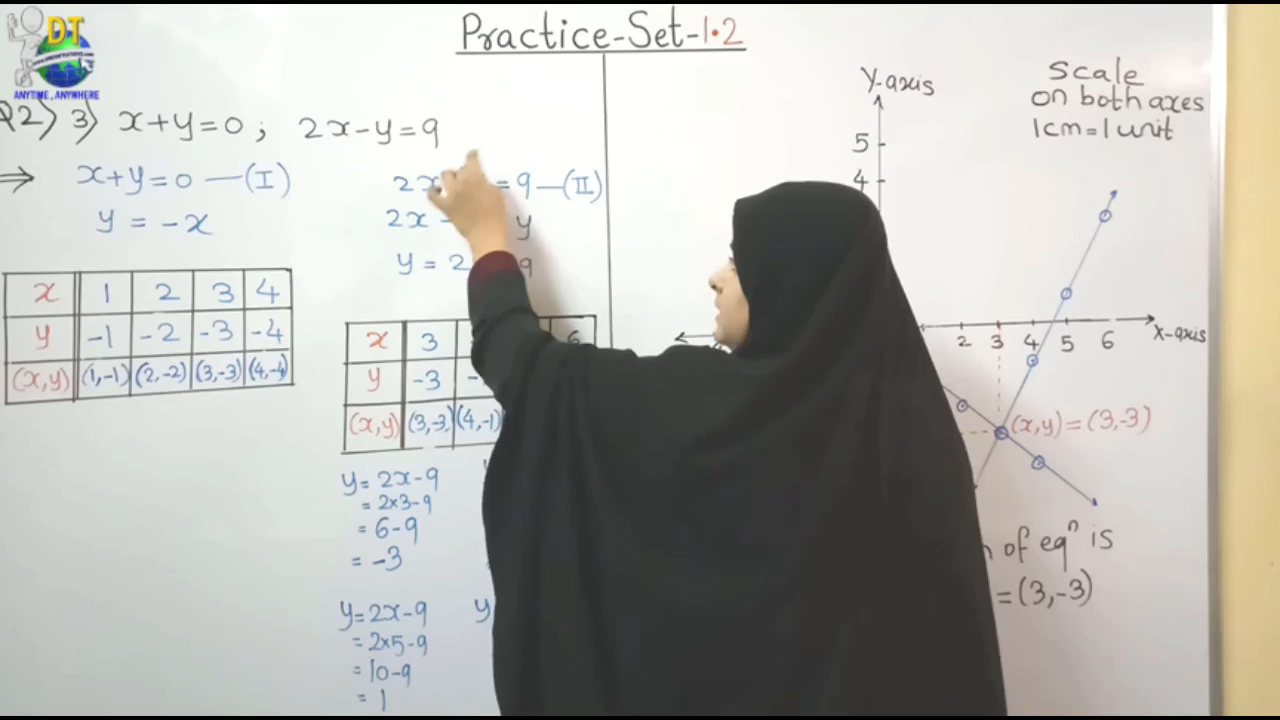 DT
ANYTIME, ANYWHERE
Practice-Set-1.2
Q2) 3) x+y=0; 2x-y=9
⇒ x+y=0 —(I)
y = -x
x 1 2 3 4
y -1 -2 -3 -4
(x,y) (1,-1) (2,-2) (3,-3) (4,-4)
2x =9 —(II)
2x - y
y = 2 9
x 3 6
y -3 -
(x,y) (3,-3) (4,-1)
y= 2x-9
= 2x3-9
= 6-9
= -3
y=2x-9
= 2x5-9
= 10-9
= 1
y
Y-axis
Scale
on both axes
1cm=1unit
5
4
2 3 4 5 6 X-axis
(x,y) = (3,-3)
of eqⁿ is
=(3,-3)